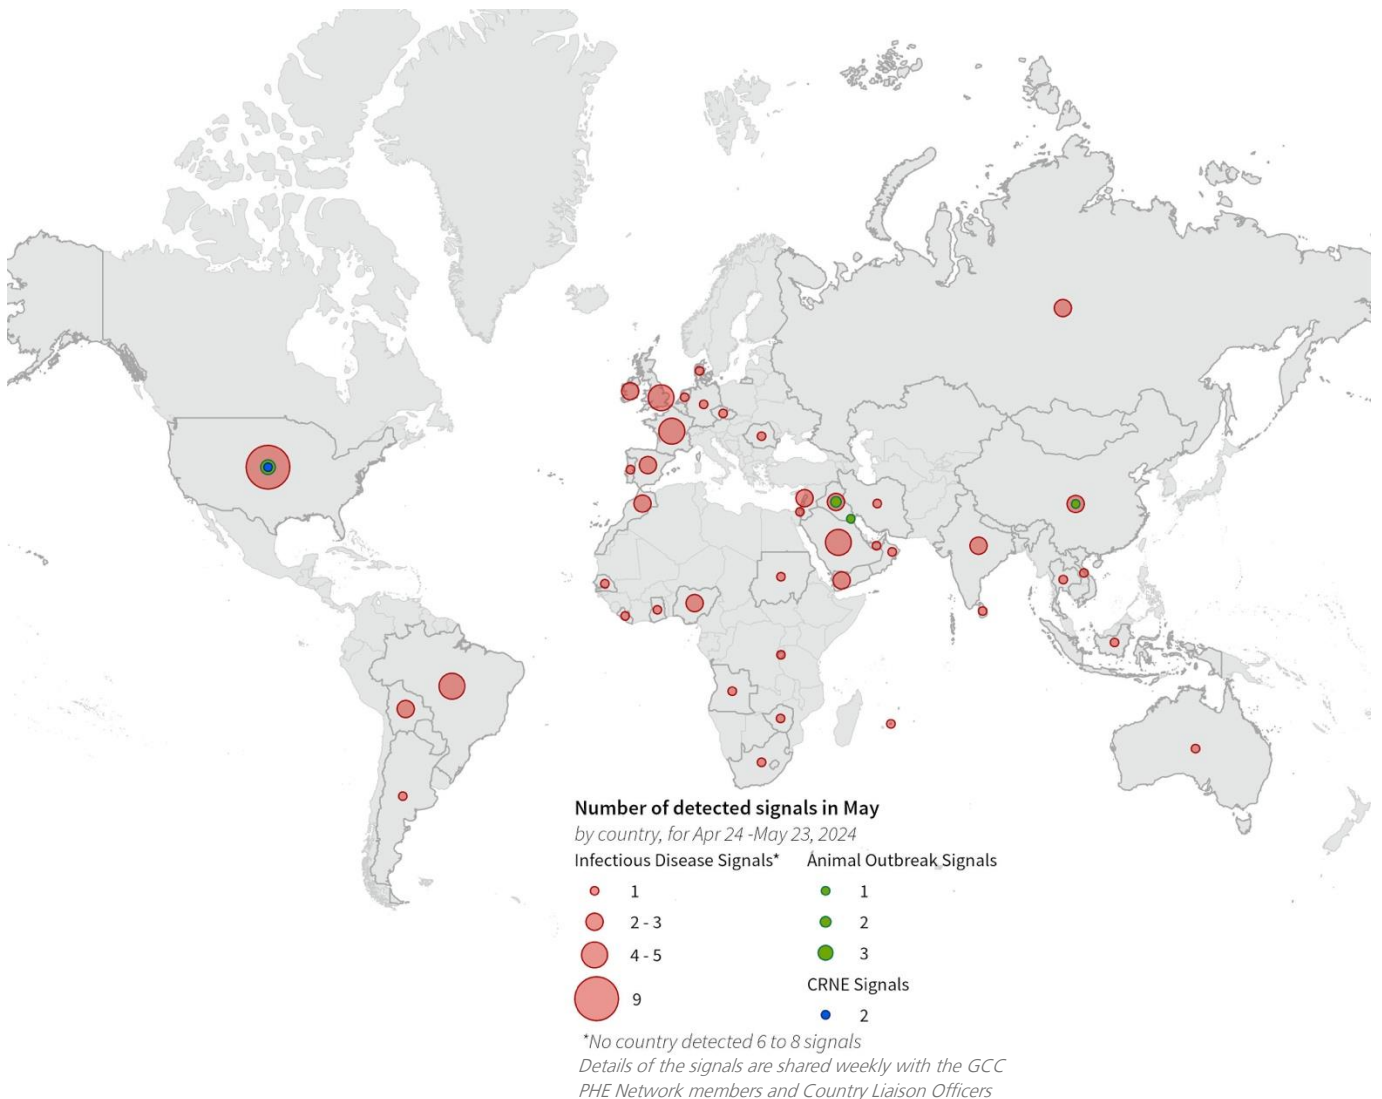 Number of detected signals in May
by country, for Apr 24 -May 23, 2024
Infectious Disease Signals*
1
2 - 3
4 - 5
9
Animal Outbreak Signals
1
2
3
CRNE Signals
2
*No country detected 6 to 8 signals
Details of the signals are shared weekly with the GCC
PHE Network members and Country Liaison Officers